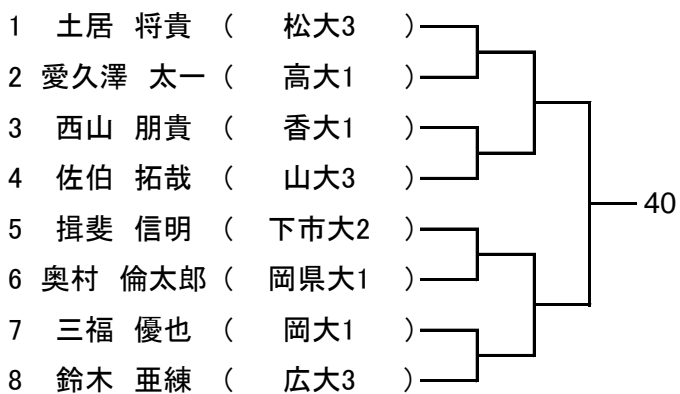 1 土居 将貴 ( 松大3 )
2 愛久澤 太一 ( 高大1 )
3 西山 朋貴 ( 香大1 )
4 佐伯 拓哉 ( 山大3 )
40
5 揖斐 信明 ( 下市大2 )
6 奥村 倫太郎 ( 岡県大1 )
7 三福 優也 ( 岡大1 )
8 鈴木 亜練 ( 広大3 )